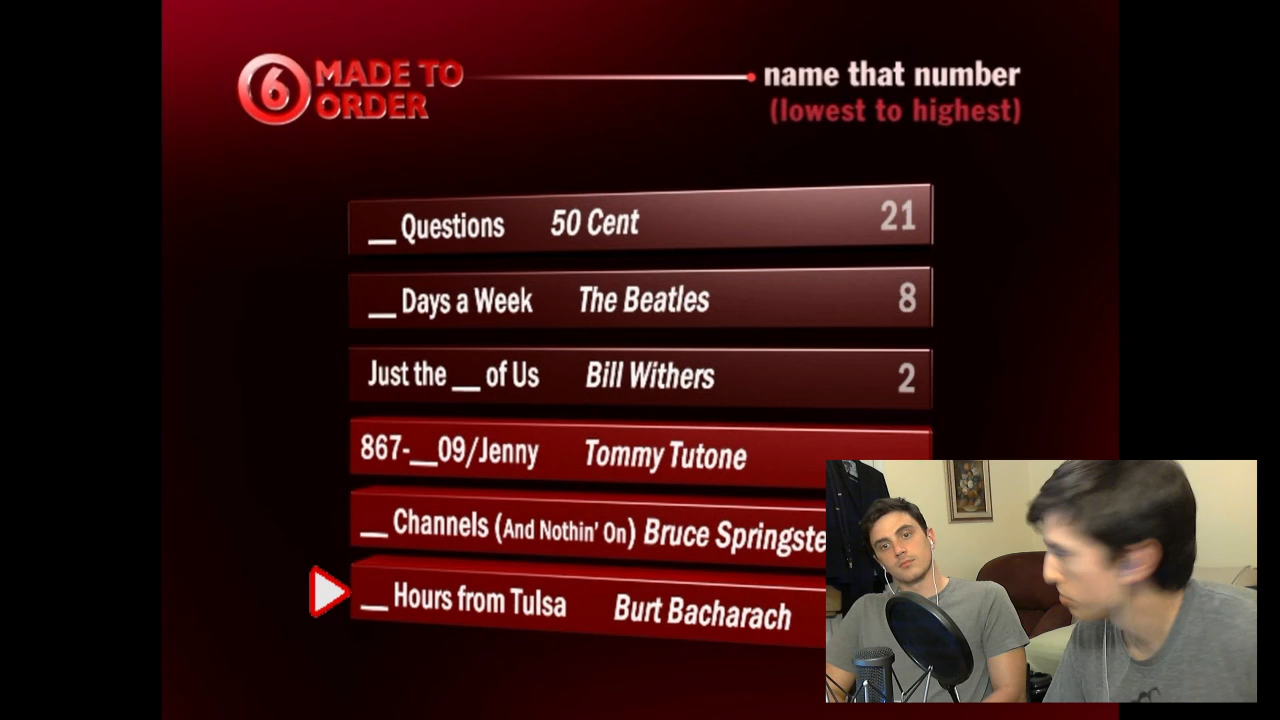 6 MADE TO
ORDER
name that number
(lowest to highest)
__ Questions 50 Cent 21
__ Days a Week The Beatles 8
Just the __ of Us Bill Withers 2
867-__09/Jenny Tommy Tutone
__ Channels (And Nothin' On) Bruce Springste
__ Hours from Tulsa Burt Bacharach